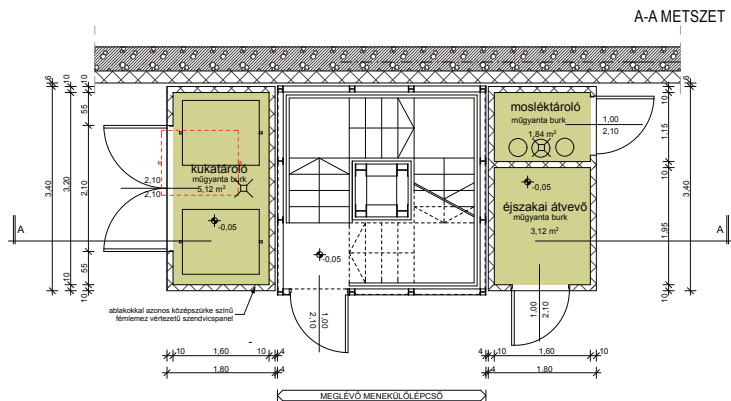 A-A METSZET
6
10
3.40
3.20
10
55
2.10
55
10
10
2,10
2,10
kukatároló
műgyanta burk
5,12 m²
-0,05
-0,05
1.00
2.10
mosléktároló
műgyanta burk
1,84 m²
1,00
2,10
-0,05
éjszakai átvevő
műgyanta burk
3,12 m²
1.00
2,10
6
10
1.15
10
1.95
10
3.40
A
A
ablakokkal azonos középszürke színű
fémlemez vértezetű szendvicspanel
10
1,60
10
4
1.80
4
10
1,60
10
4
1.80
MEGLÉVŐ MENEKÜLŐLÉPCSŐ